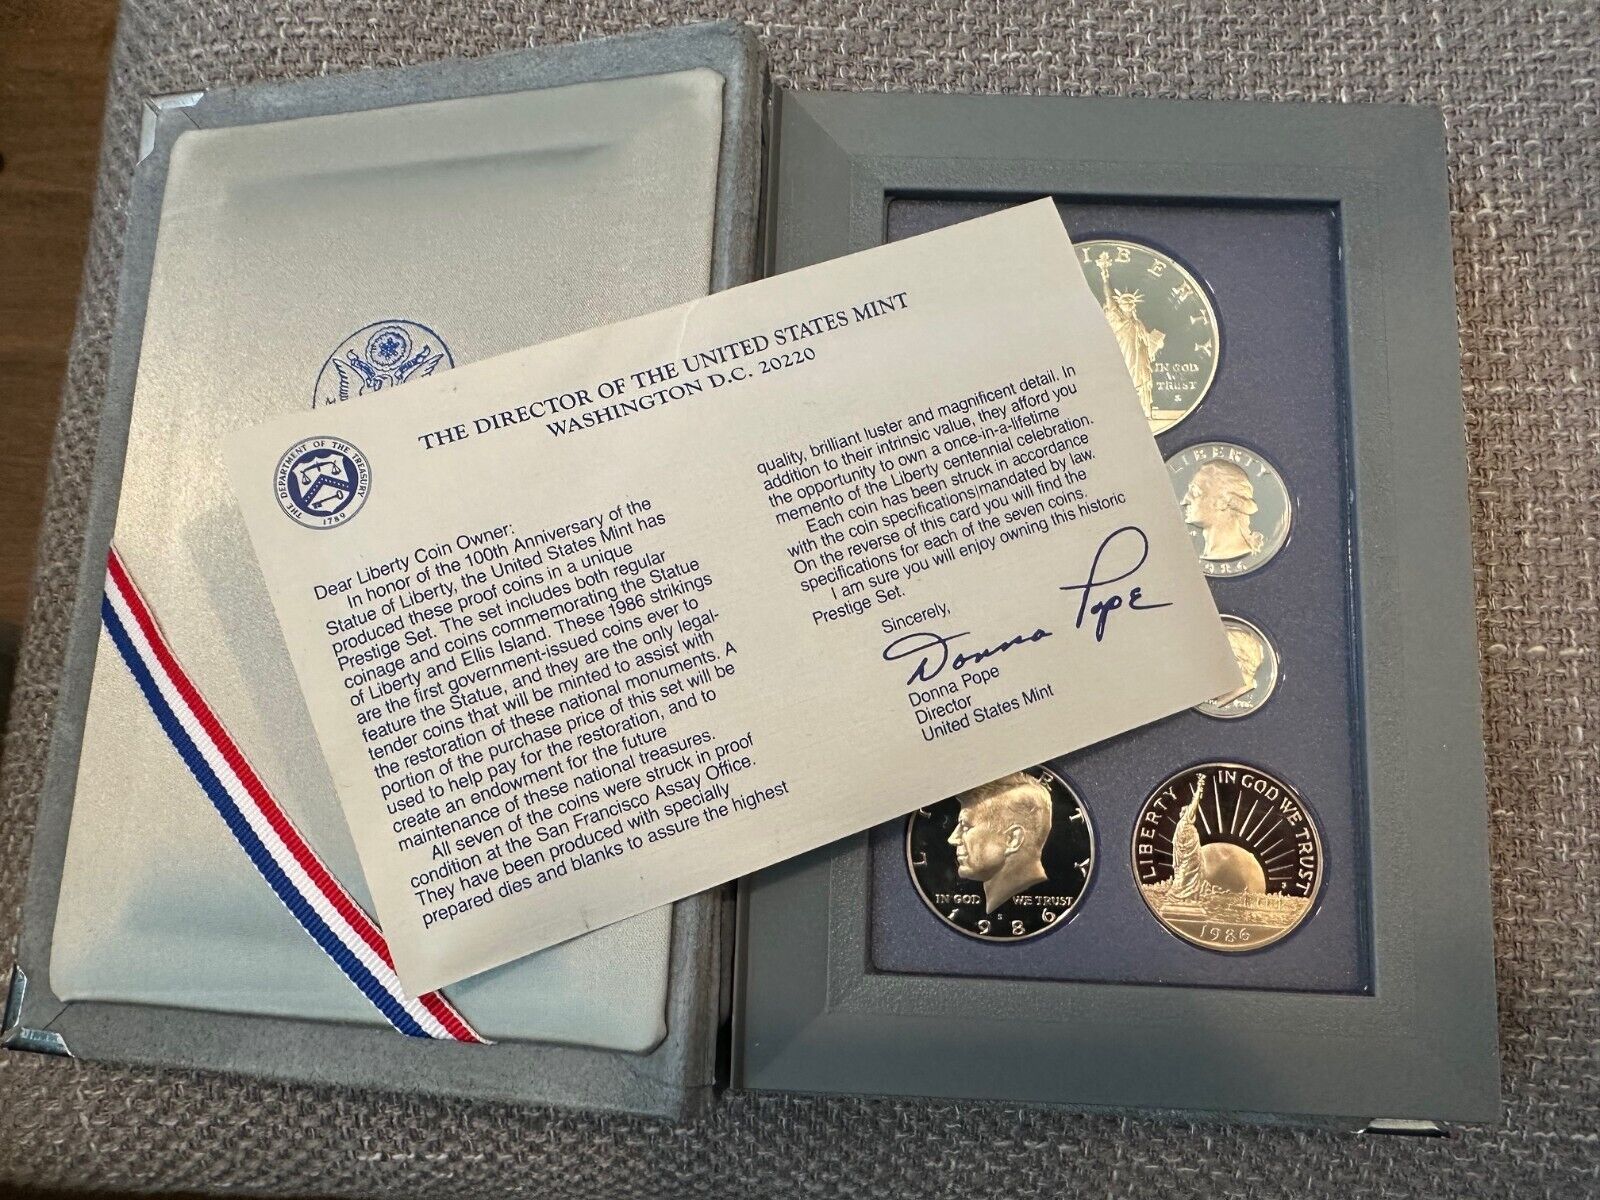 THE DIRECTOR OF THE UNITED STATES MINT
WASHINGTON D.C. 20220
THE DEPARTMENT OF THE TREASURY
1789
Dear Liberty Coin Owner:
In honor of the 100th Anniversary of the
Statue of Liberty, the United States Mint has
produced these proof coins in a unique
Prestige Set. The set includes both regular
coinage and coins commemorating the Statue
of Liberty and Ellis Island. These 1986 strikings
are the first government-issued coins ever to
feature the Statue, and they are the only legal-
tender coins that will be minted to assist with
the restoration of these national monuments. A
portion of the purchase price of this set will be
used to help pay for the restoration, and to
create an endowment for the future
maintenance of these national treasures.
All seven of the coins were struck in proof
condition at the San Francisco Assay Office.
They have been produced with specially
prepared dies and blanks to assure the highest
quality, brilliant luster and magnificent detail. In
addition to their intrinsic value, they afford you
the opportunity to own a once-in-a-lifetime
memento of the Liberty centennial celebration.
Each coin has been struck in accordance
with the coin specifications mandated by law.
On the reverse of this card you will find the
specifications for each of the seven coins.
I am sure you will enjoy owning this historic
Prestige Set.
Sincerely,
Donna Pope
Donna Pope
Director
United States Mint
IBERTY
IN GOD
WE
TRUST
S
LIBERTY
1986
IN GOD WE TRUST
S
1986
LIBERTY
IN GOD WE TRUST
S
1986